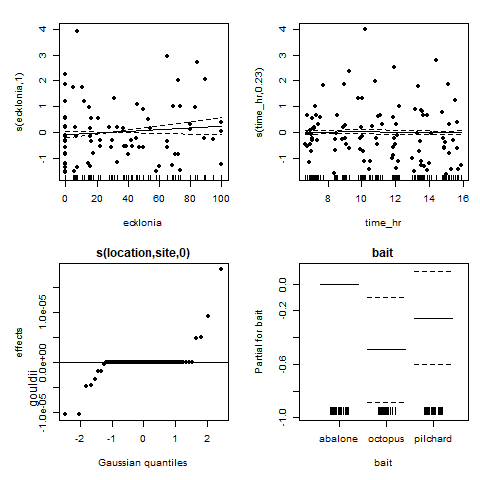 s(ecklonia,1)
4
3
2
1
0
-1
0 20 40 60 80 100
ecklonia
s(time_hr,0.23)
4
3
2
1
0
-1
8 10 12 14 16
time_hr
s(location,site,0)
gouldii
effects
1.0e-05
0.0e+00
-1.0e-05
-2 -1 0 1 2
Gaussian quantiles
bait
Partial for bait
0.0
-0.2
-0.6
-1.0
abalone octopus pilchard
bait